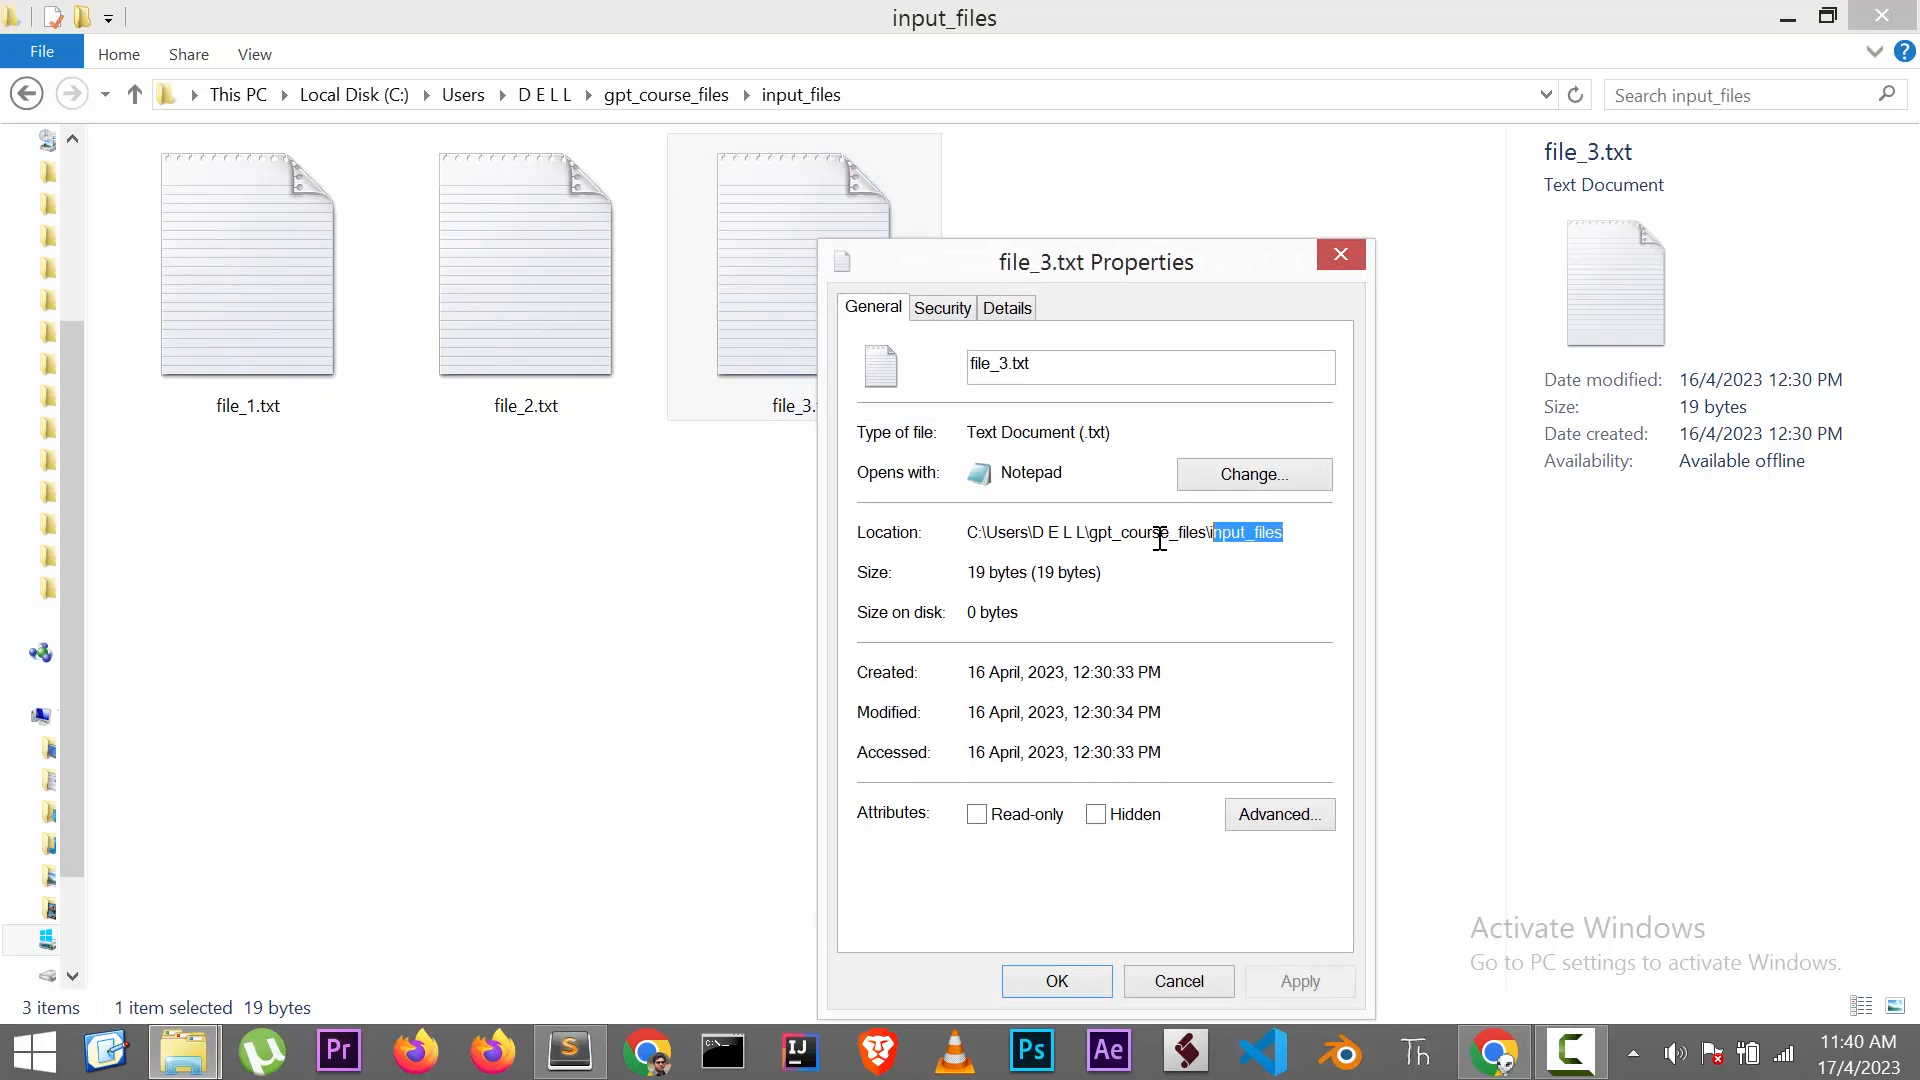 input_files
File
Home
Share
View
This PC
Local Disk (C:)
Users
D E L L
gpt_course_files
input_files
Search input_files
file_1.txt
file_2.txt
file_3.
file_3.txt Properties
General
Security
Details
file_3.txt
Type of file: Text Document (.txt)
Opens with: Notepad
Change...
Location: C:\Users\D E L L\gpt_course_files\input_files
Size: 19 bytes (19 bytes)
Size on disk: 0 bytes
Created: 16 April, 2023, 12:30:33 PM
Modified: 16 April, 2023, 12:30:34 PM
Accessed: 16 April, 2023, 12:30:33 PM
Attributes: Read-only Hidden
Advanced...
OK
Cancel
Apply
file_3.txt
Text Document
Date modified: 16/4/2023 12:30 PM
Size: 19 bytes
Date created: 16/4/2023 12:30 PM
Availability: Available offline
Activate Windows
Go to PC settings to activate Windows.
3 items 1 item selected 19 bytes
Pr
S
C:\
IJ
Ps
Ae
Th
C
11:40 AM
17/4/2023